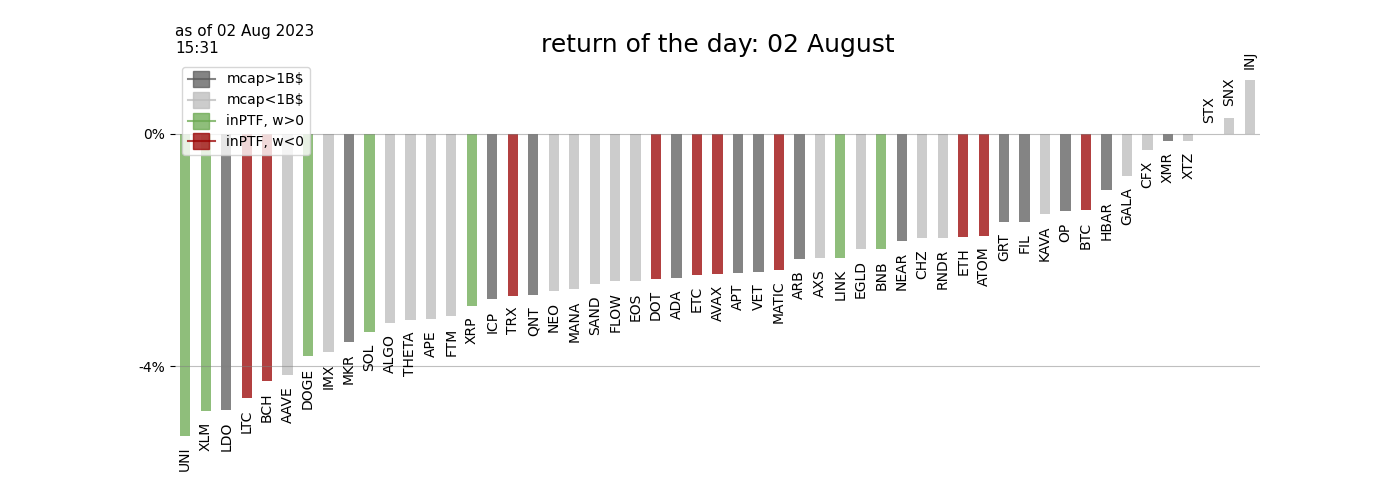 as of 02 Aug 2023
15:31
return of the day: 02 August
mcap>1B$
mcap<1B$
inPTF, w>0
inPTF, w<0
0%
-4%
UNI
XLM
LDO
LTC
BCH
AAVE
DOGE
IMX
MKR
SOL
ALGO
THETA
APE
FTM
XRP
ICP
TRX
QNT
NEO
MANA
SAND
FLOW
EOS
DOT
ADA
ETC
AVAX
APT
VET
MATIC
ARB
AXS
LINK
EGLD
BNB
NEAR
CHZ
RNDR
ETH
ATOM
GRT
FIL
KAVA
OP
BTC
HBAR
GALA
CFX
XMR
XTZ
STX
SNX
INJ